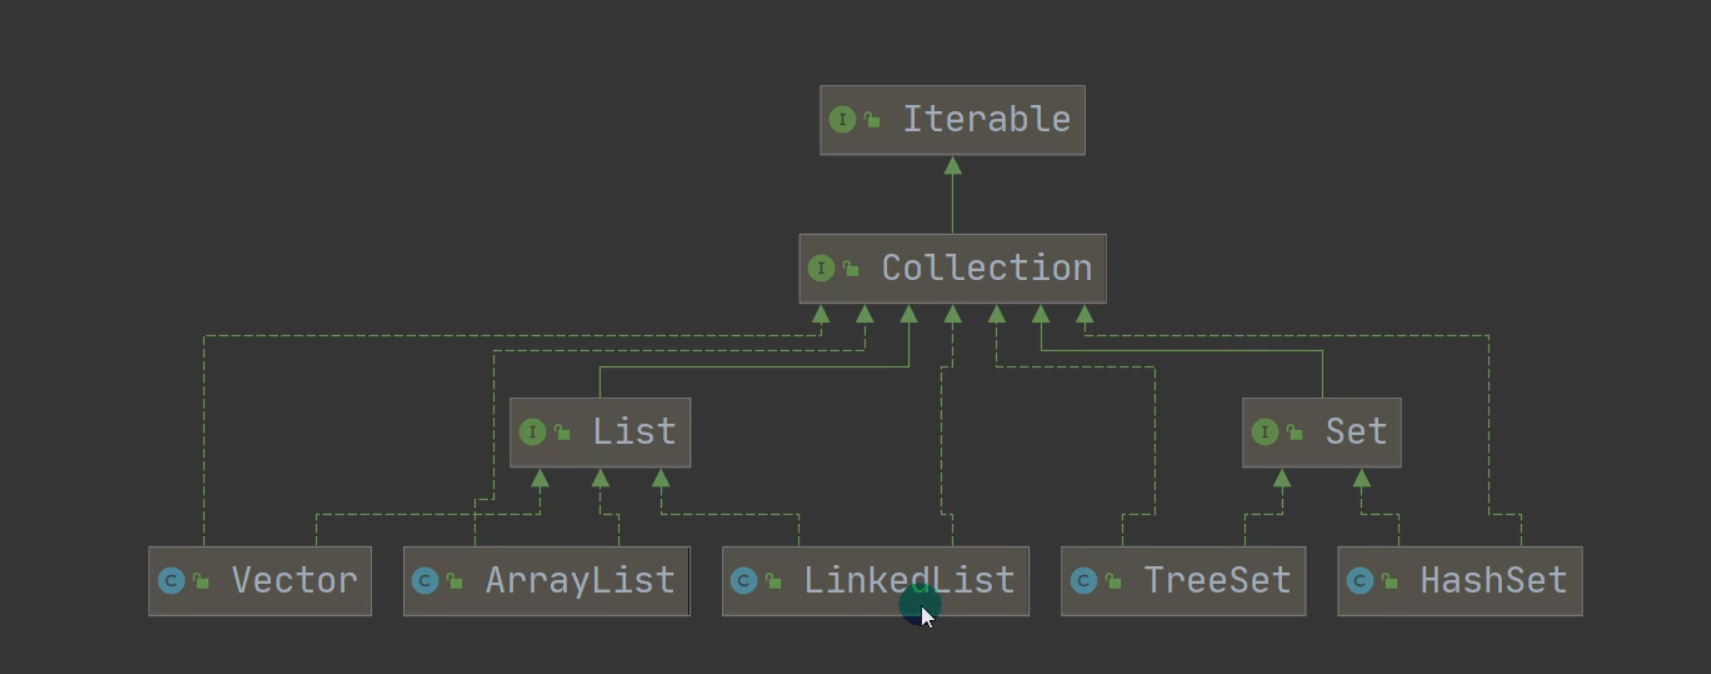 I Iterable
I Collection
I List
I Set
C Vector
C ArrayList
C LinkedList
C TreeSet
C HashSet